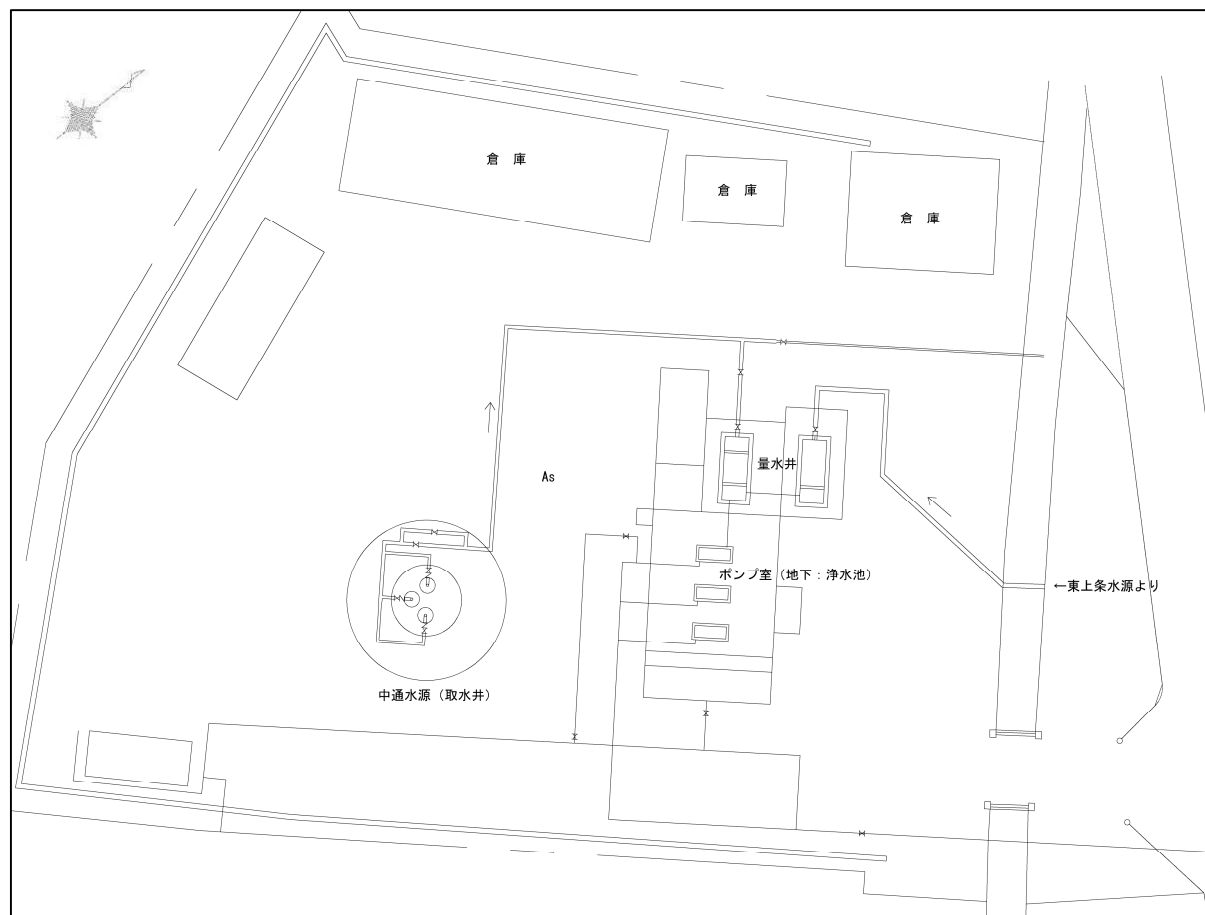 倉　庫
倉　庫
倉　庫
量水井
As
ポンプ室（地下：浄水池）
←東上条水源より
中通水源（取水井）